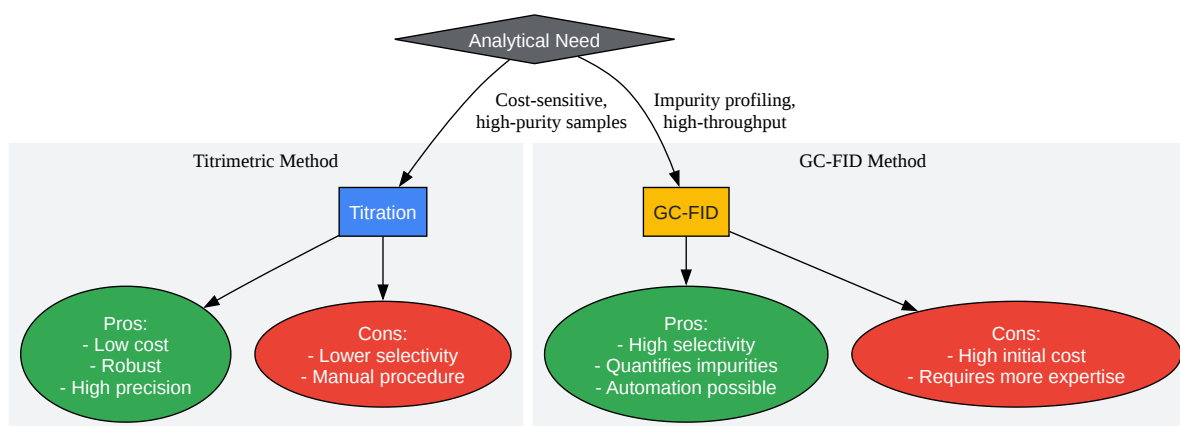 Analytical Need
Cost-sensitive,
high-purity samples
Impurity profiling,
high-throughput
Titrimetric Method
GC-FID Method
Titration
GC-FID
Pros:
- Low cost
- Robust
- High precision
Cons:
- Lower selectivity
- Manual procedure
Pros:
- High selectivity
- Quantifies impurities
- Automation possible
Cons:
- High initial cost
- Requires more expertise